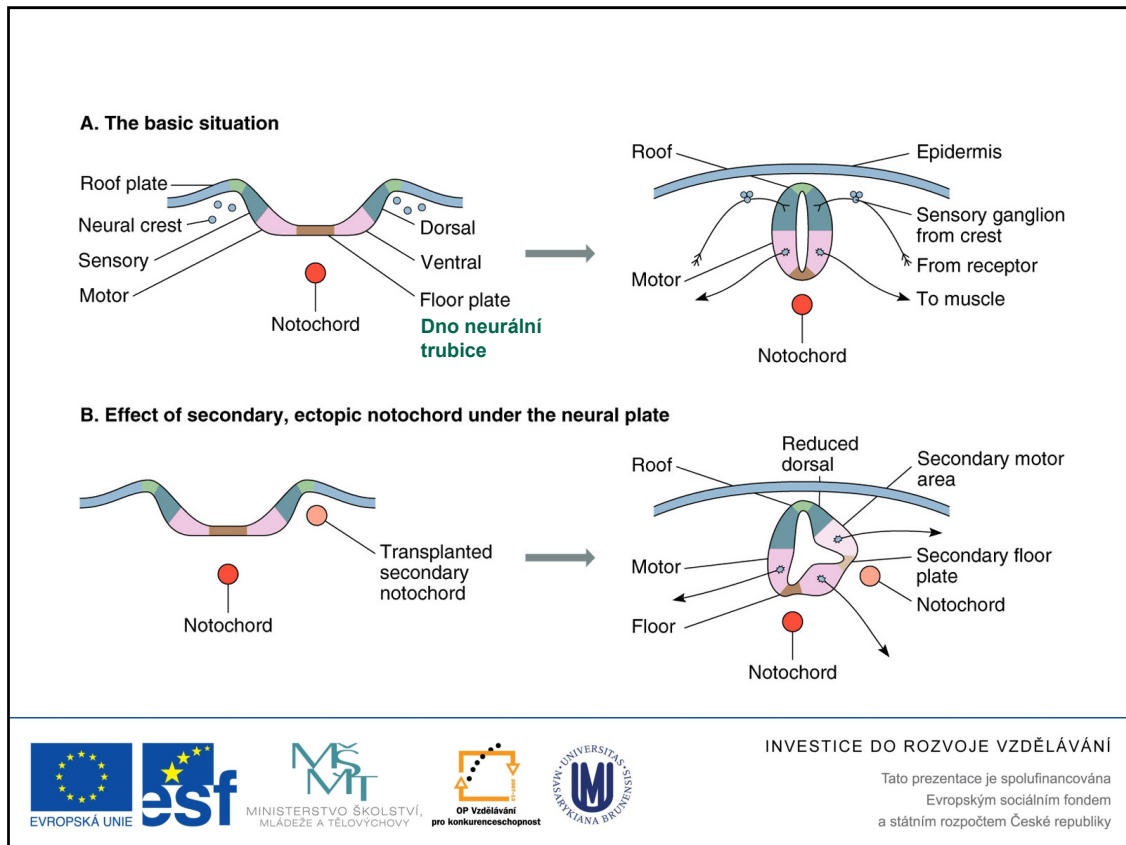 A. The basic situation
Roof plate
Neural crest
Sensory
Motor
Notochord
Dorsal
Ventral
Floor plate
Dno neurální
trubice
Roof
Motor
Epidermis
Sensory ganglion
from crest
From receptor
To muscle
Notochord
B. Effect of secondary, ectopic notochord under the neural plate
Transplanted
secondary
notochord
Notochord
Roof
Reduced
dorsal
Secondary motor
area
Motor
Secondary floor
plate
Notochord
Floor
Notochord
EVROPSKÁ UNIE
esf
MŠ
MT
MINISTERSTVO ŠKOLSTVÍ,
MLÁDEŽE A TĚLOVÝCHOVY
2007-13
OP Vzdělávání
pro konkurenceschopnost
UNIVERSITAS MASARYKIANA BRUNENSIS
INVESTICE DO ROZVOJE VZDĚLÁVÁNÍ
Tato prezentace je spolufinancována
Evropským sociálním fondem
a státním rozpočtem České republiky